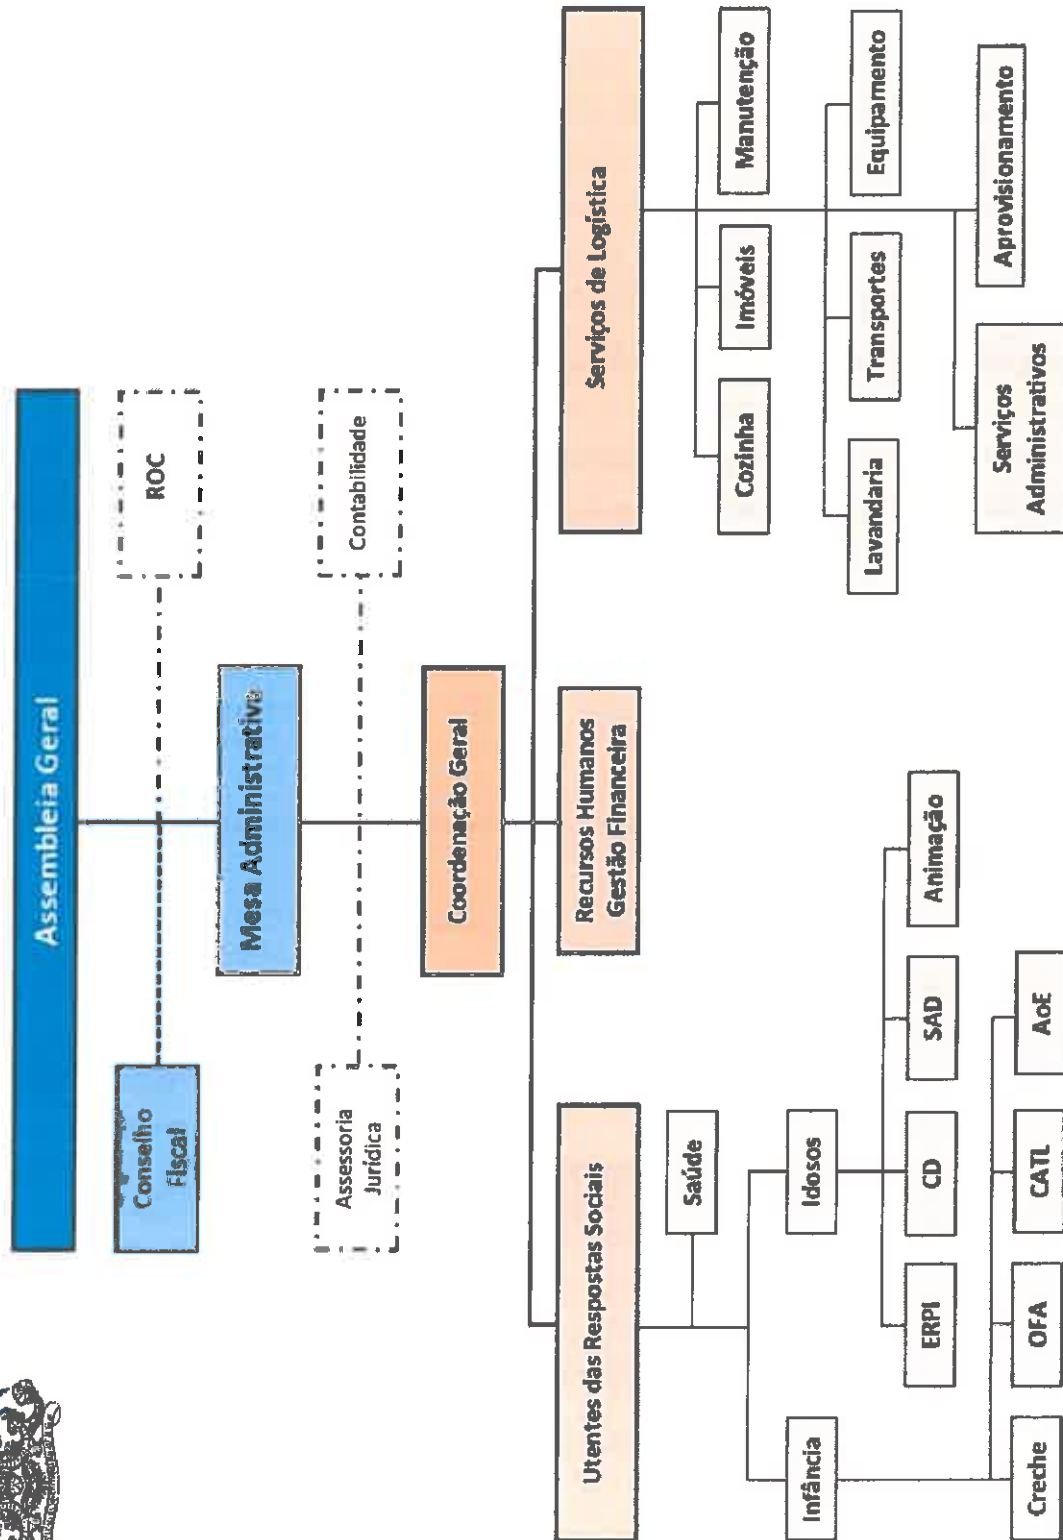 Assembleia Geral
Conselho
Fiscal
ROC
Mesa Administrativa
Assessoria
Jurídica
Contabilidade
Coordenação Geral
Utentes das Respostas Sociais
Recursos Humanos
Gestão Financeira
Serviços de Logística
Saúde
Infância
Idosos
ERPI
CD
SAD
Animação
Creche
OFA
CATL
AoE
Cozinha
Imóveis
Manutenção
Lavandaria
Transportes
Equipamento
Serviços
Administrativos
Aprovisionamento